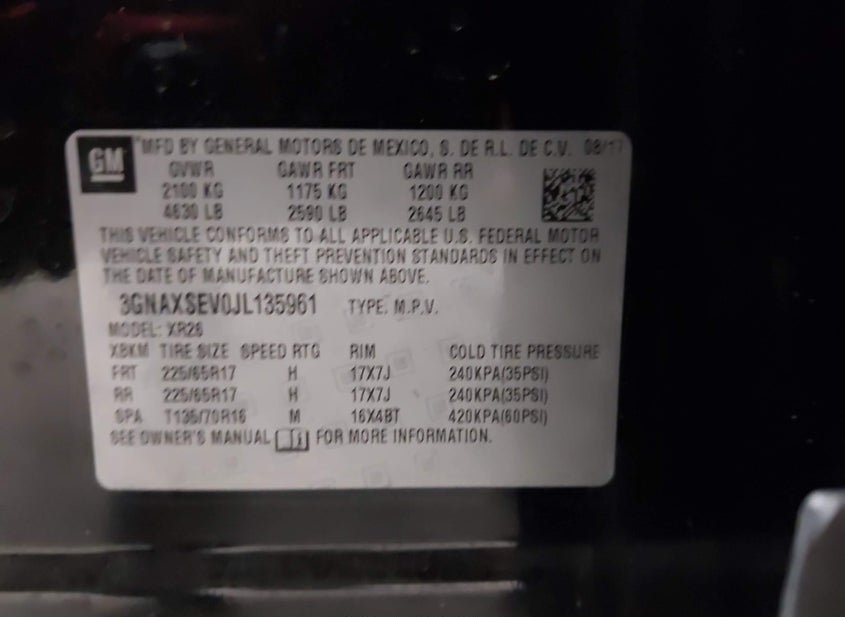 GM
MFD BY GENERAL MOTORS DE MEXICO, S. DE R.L. DE C.V. 08/17
GVWR GAWR FRT GAWR RR
2100 KG 1175 KG 1200 KG
4630 LB 2590 LB 2645 LB
THIS VEHICLE CONFORMS TO ALL APPLICABLE U.S. FEDERAL MOTOR
VEHICLE SAFETY AND THEFT PREVENTION STANDARDS IN EFFECT ON
THE DATE OF MANUFACTURE SHOWN ABOVE.
3GNAXSEV0JL135961 TYPE: M.P.V.
MODEL: XR26
XBKM TIRE SIZE SPEED RTG RIM COLD TIRE PRESSURE
FRT 225/65R17 H 17X7J 240KPA(35PSI)
RR 225/65R17 H 17X7J 240KPA(35PSI)
SPA T135/70R16 M 16X4BT 420KPA(60PSI)
SEE OWNER'S MANUAL FOR MORE INFORMATION.